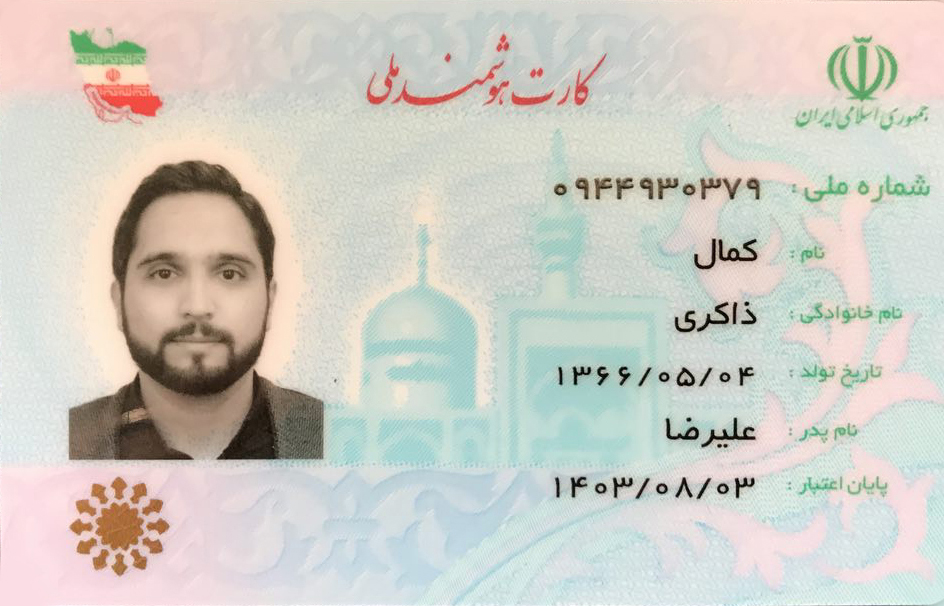 کارت هوشمند ملی
جمهوری اسلامی ایران
شماره ملی : ۰۹۴۴۹۳۰۳۷۹
نام : کمال
نام خانوادگی : ذاکری
تاریخ تولد : ۱۳۶۶/۰۵/۰۴
نام پدر : علیرضا
پایان اعتبار : ۱۴۰۳/۰۸/۰۳